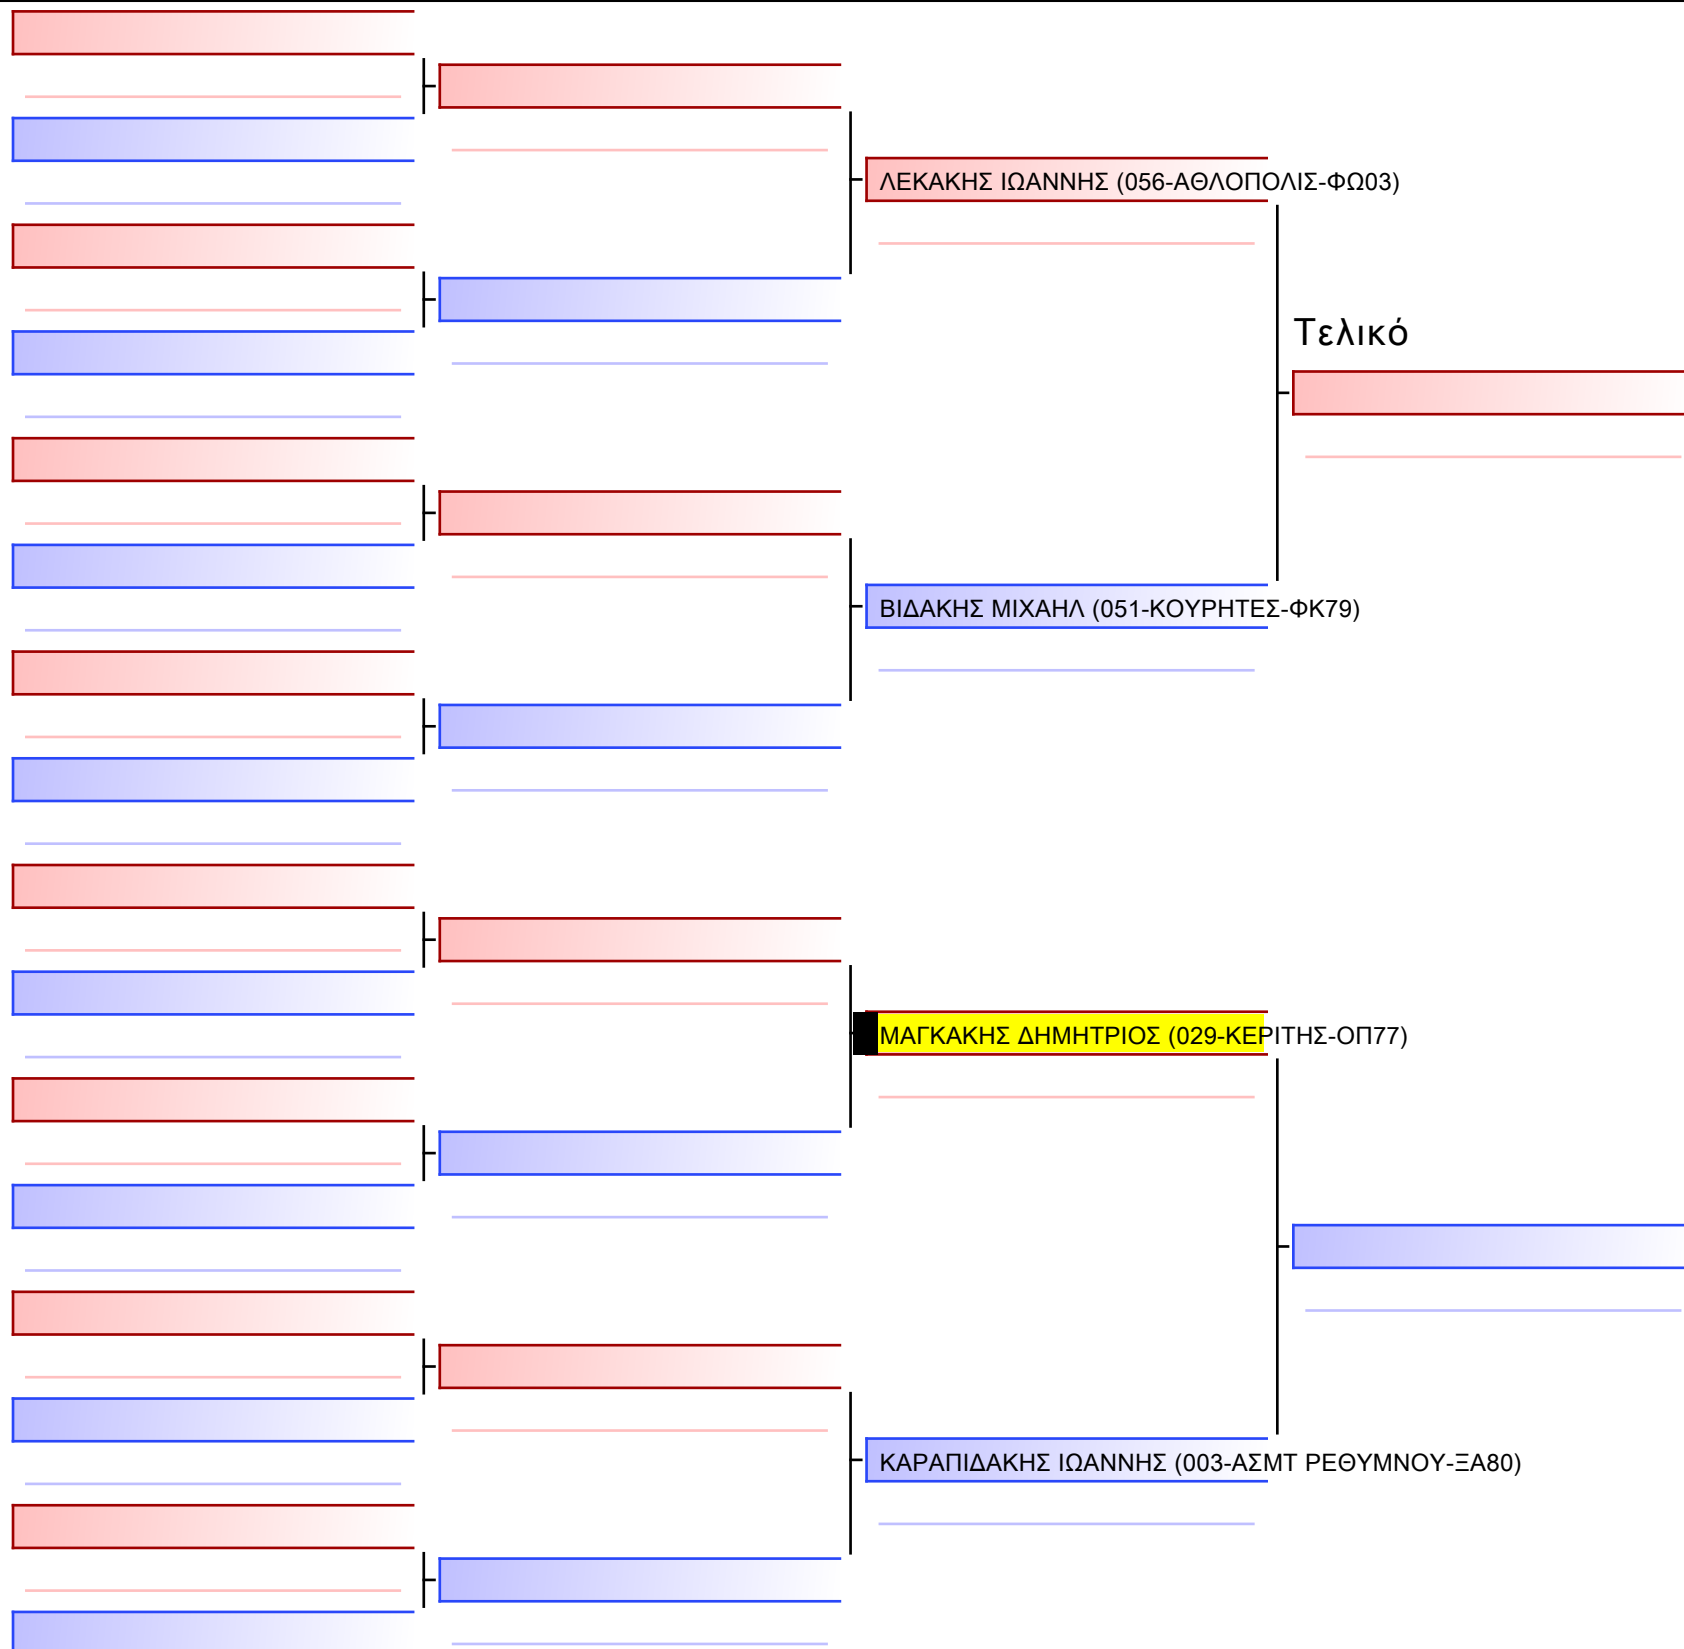 ΛΕΚΑΚΗΣ ΙΩΑΝΝΗΣ (056-ΑΘΛΟΠΟΛΙΣ-ΦΩ03)
Τελικό
ΒΙΔΑΚΗΣ ΜΙΧΑΗΛ (051-ΚΟΥΡΗΤΕΣ-ΦΚ79)
ΜΑΓΚΑΚΗΣ ΔΗΜΗΤΡΙΟΣ (029-ΚΕΡΙΤΗΣ-ΟΠ77)
ΚΑΡΑΠΙΔΑΚΗΣ ΙΩΑΝΝΗΣ (003-ΑΣΜΤ ΡΕΘΥΜΝΟΥ-ΞΑ80)